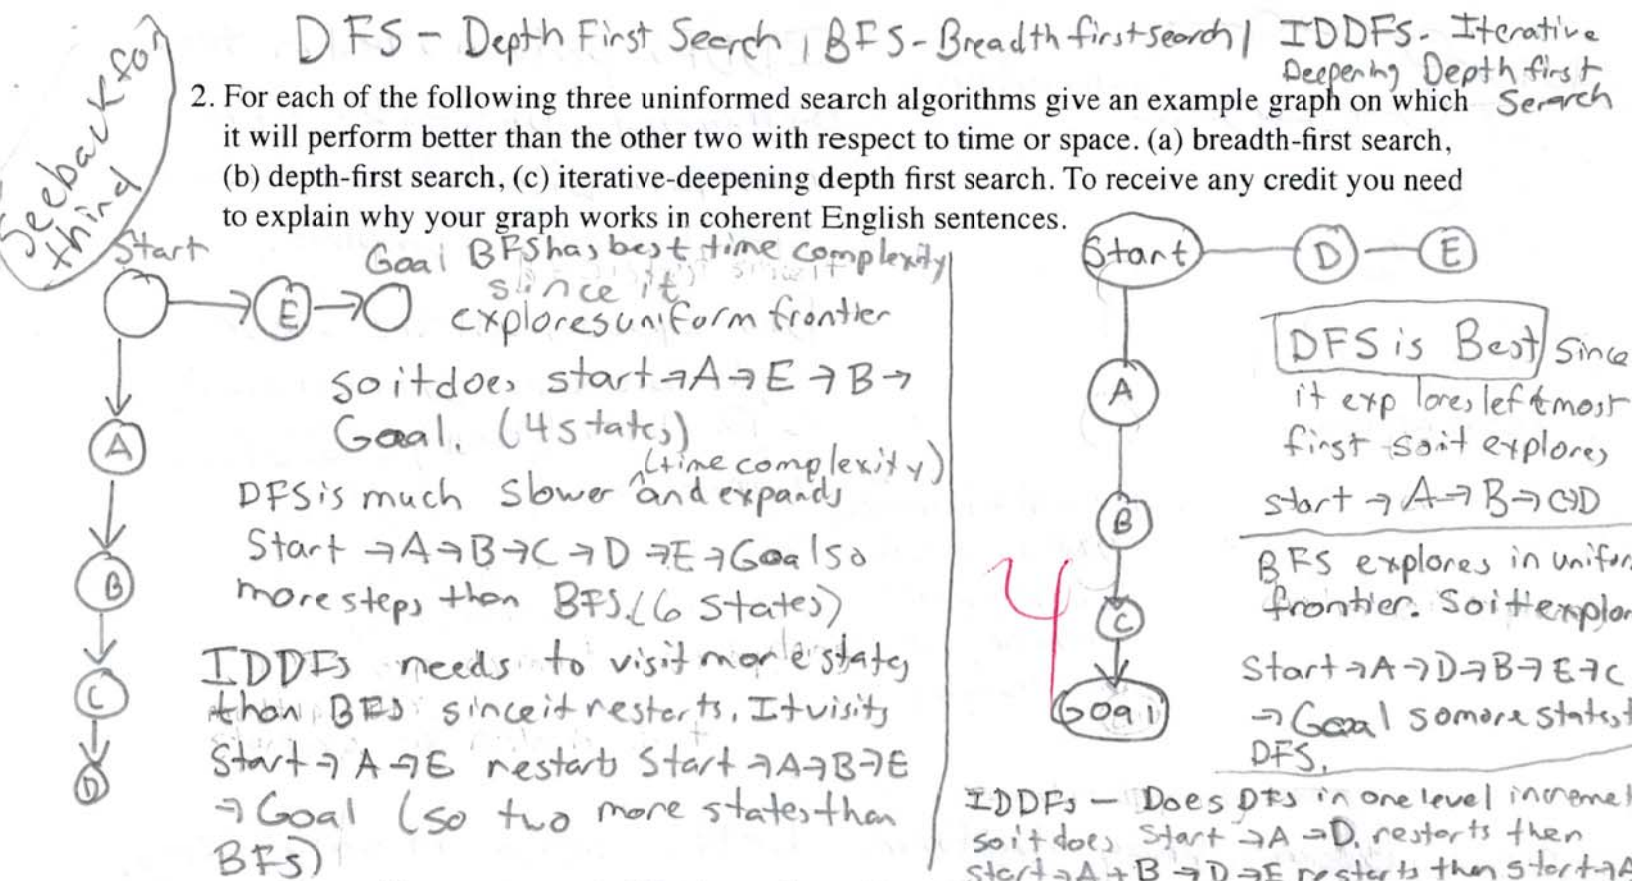 DFS - Depth First Search, BFS - Breadth first search | IDDFS - Iterative
Deepening Depth first
Serarch
See back for
third
2. For each of the following three uninformed search algorithms give an example graph on which
it will perform better than the other two with respect to time or space. (a) breadth-first search,
(b) depth-first search, (c) iterative-deepening depth first search. To receive any credit you need
to explain why your graph works in coherent English sentences.
Start
E
A
B
C
D
Goal BFS has best time complexity
since it
explores uniform frontier
so it does start → A → E → B →
Goal. (4 states)
(time complexity)
DFS is much slower and expands
Start → A → B → C → D → E → Goal so
more steps than BFS. (6 states)
IDDFS needs to visit more states
than BFS since it restarts. It visits
Start → A → E restarts Start → A → B → E
→ Goal (so two more states than
BFS)
Start
D
E
A
B
C
Goal
4
DFS is Best since
it explores leftmost
first so it explores
start → A → B → C → D
BFS explores in unifor
frontier. So it explor
Start → A → D → B → E → C
→ Goal so more states t
DFS.
IDDFS - Does DFS in one level incremet
so it does Start → A → D. restarts then
start → A → B → D → E restarts then start → A